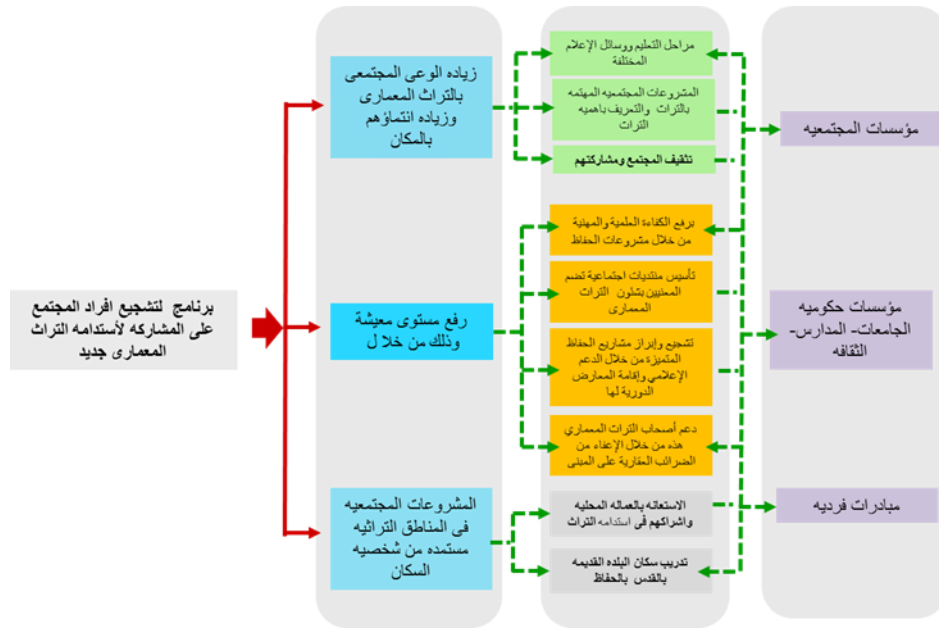 برنامج لتشجيع افراد المجتمع
على المشاركه لأستدامه التراث
المعمارى جديد
زياده الوعى المجتمعى
بالتراث المعمارى
وزياده انتماؤهم
بالمكان
رفع مستوى معيشة
وذلك من خلا ل
المشروعات المجتمعيه
فى المناطق التراثيه
مستمده من شخصيه
السكان
مراحل التعليم ووسائل الإعلام
المختلفة
المشروعات المجتمعيه المهتمه
بالتراث والتعريف باهميه
التراث
تثقيف المجتمع ومشاركتهم
برفع الكفاءة العلمية والمهنية
من خلال مشروعات الحفاظ
تأسيس منتديات اجتماعية تضم
المعنيين بشئون التراث
المعمارى
تشجيع وإبراز مشاريع الحفاظ
المتميزة من خلال الدعم
الإعلامي وإقامة المعارض
الدورية لها
دعم أصحاب التراث المعماري
هذه من خلال الإعفاء من
الضرائب العقارية على المبنى
الاستعانه بالعماله المحليه
واشراكهم فى استدامه التراث
تدريب سكان البلده القديمه
بالقدس بالحفاظ
مؤسسات المجتمعيه
مؤسسات حكوميه
الجامعات- المدارس-
الثقافه
مبادرات فرديه